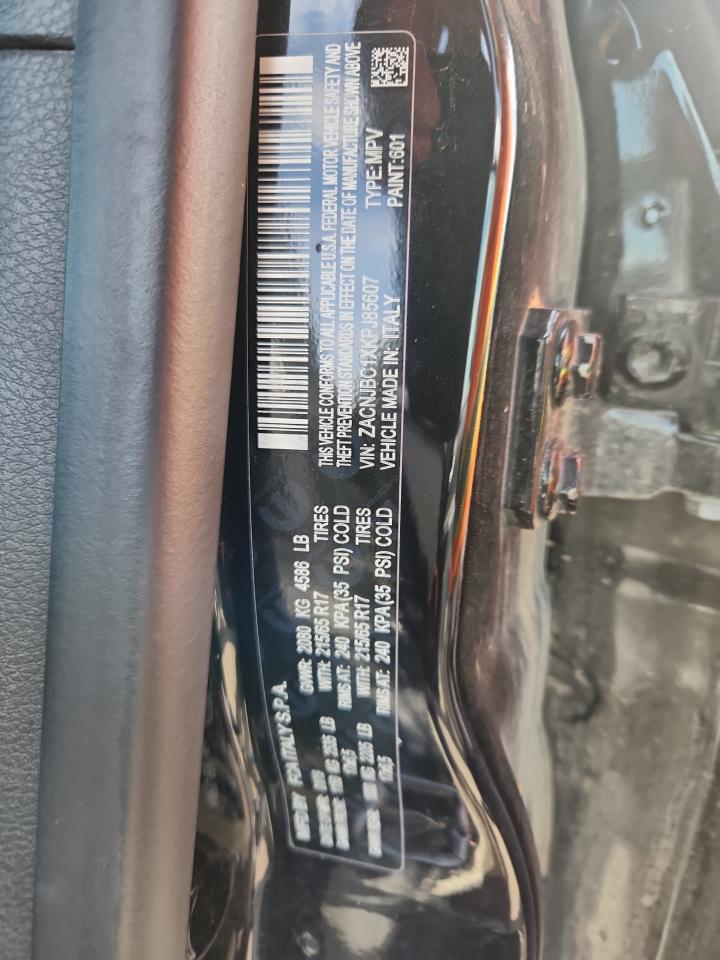 MFD BY: FCA ITALY S.P.A.
GVWR: 2080 KG 4586 LB
WITH: 215/65 R17 TIRES
RIMS AT: 240 KPA(35 PSI) COLD
WITH: 215/65 R17 TIRES
RIMS AT: 240 KPA(35 PSI) COLD
THIS VEHICLE CONFORMS TO ALL APPLICABLE U.S.A. FEDERAL MOTOR VEHICLE SAFETY AND
THEFT PREVENTION STANDARDS IN EFFECT ON THE DATE OF MANUFACTURE SHOWN ABOVE
VIN: ZACNJBC1XKPJ85607 TYPE: MPV
VEHICLE MADE IN: ITALY PAINT: 601